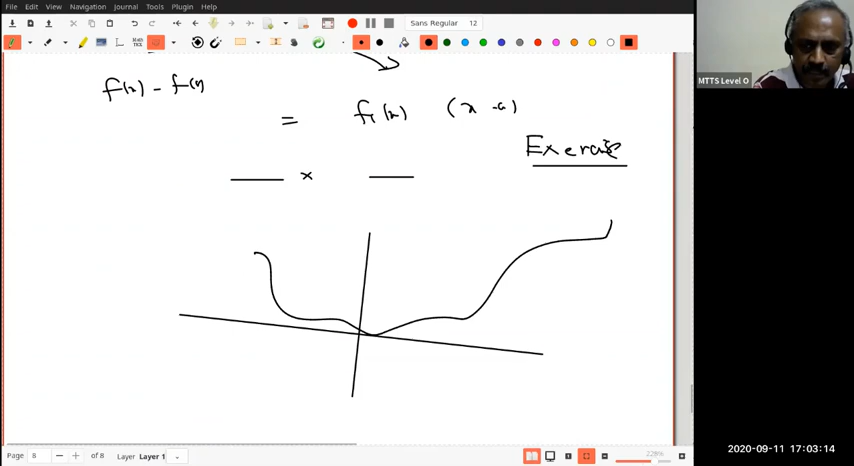 File Edit View Navigation Journal Tools Plugin Help
Sans Regular 12
MTTS Level O
f(x) - f(y)
= f₁(x) (x - a)
Exercise
×
Page 8 of 8 Layer Layer 1 229%
2020-09-11 17:03:14